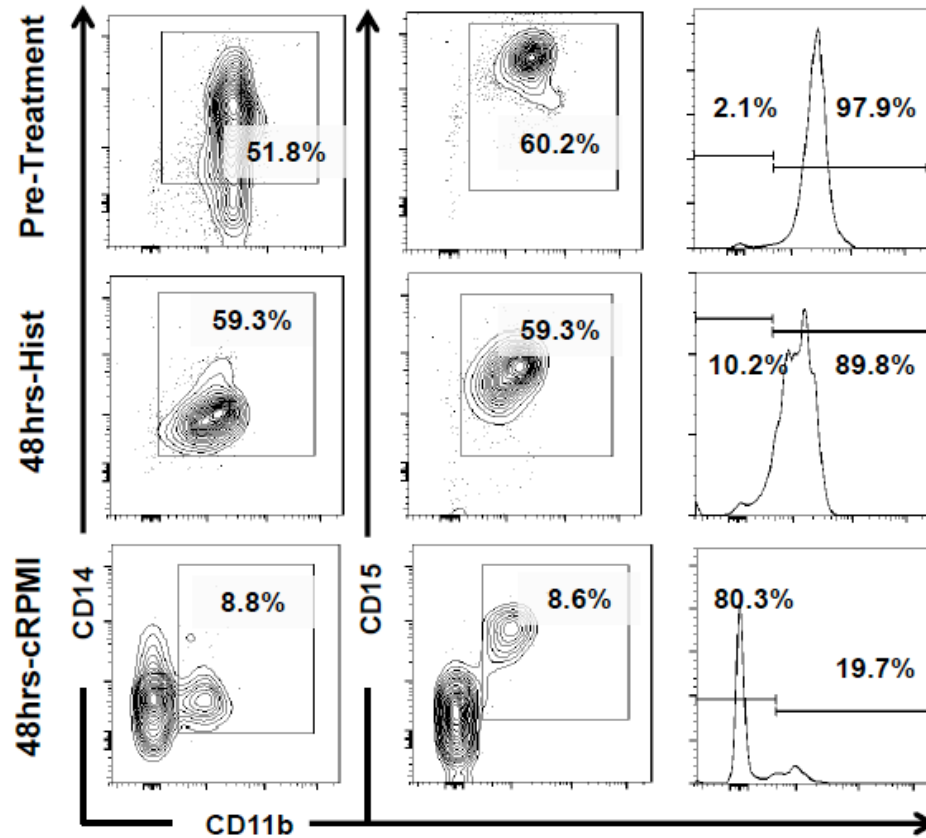 Pre-Treatment
51.8%
60.2%
2.1%
97.9%
48hrs-Hist
59.3%
59.3%
10.2%
89.8%
48hrs-cRPMI
CD14
8.8%
CD15
8.6%
80.3%
19.7%
CD11b